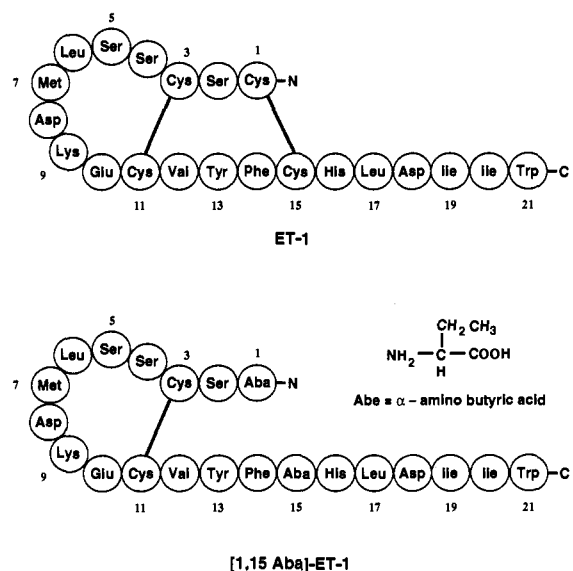 5
Leu Ser Ser 3 1
7 Met Cys Ser Cys –N
Asp
Lys
9 Glu Cys Val Tyr Phe Cys His Leu Asp Ile Ile Trp –C
11 13 15 17 19 21
ET-1
5
Leu Ser Ser 3 1
7 Met Cys Ser Aba –N
Asp
Lys
9 Glu Cys Val Tyr Phe Aba His Leu Asp Ile Ile Trp –C
11 13 15 17 19 21
CH₂ CH₃
NH₂ — C — COOH
H
Abe = α – amino butyric acid
[1,15 Aba]-ET-1